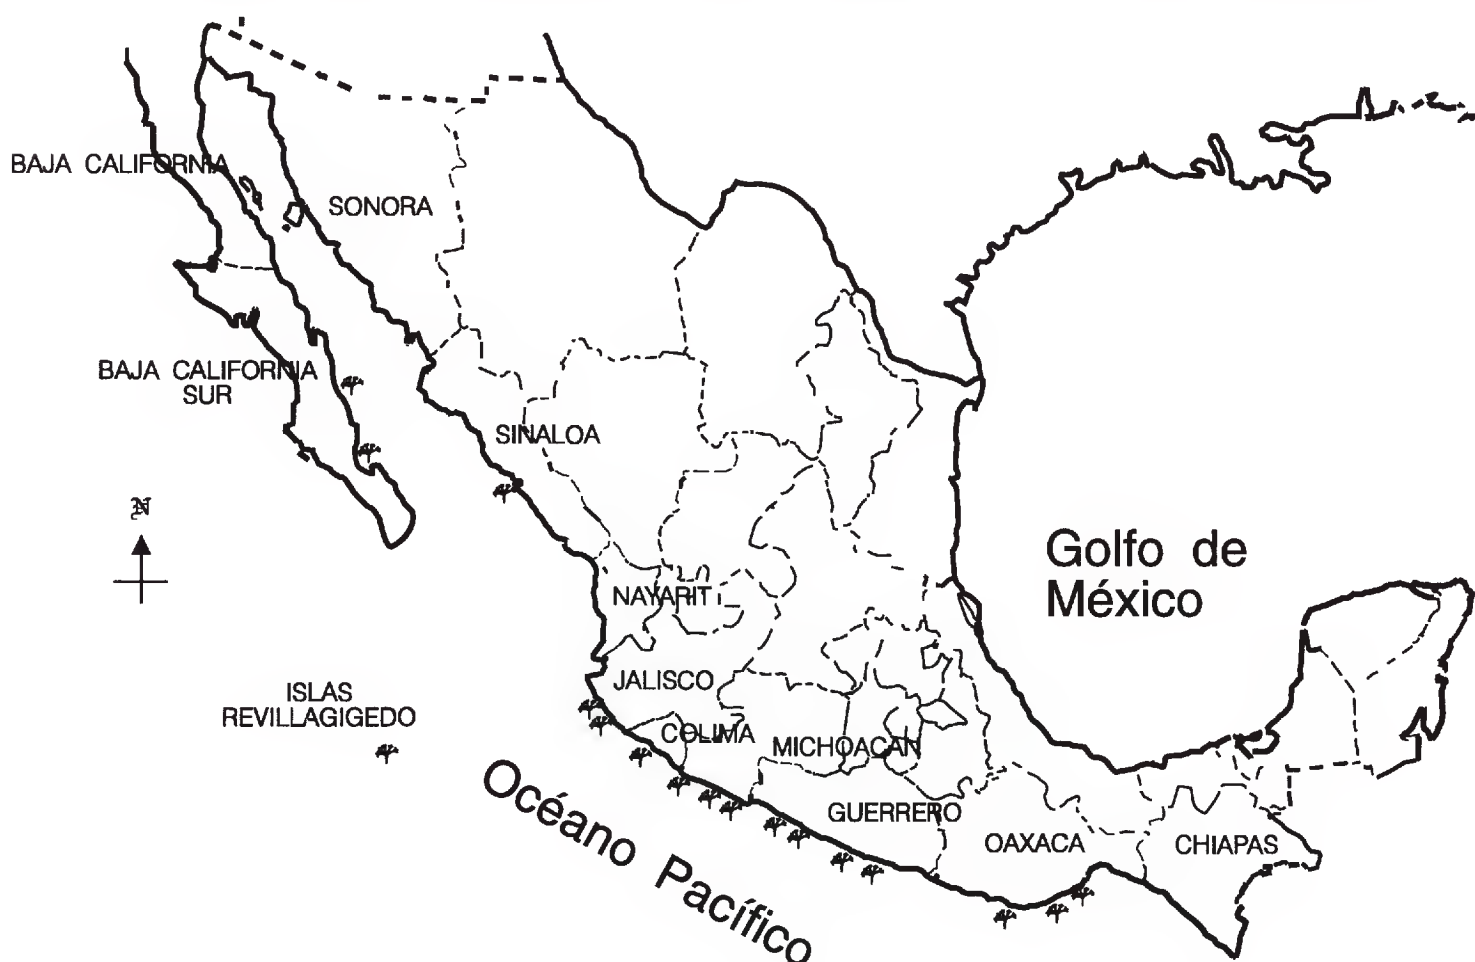 BAJA CALIFORNIA
SONORA
BAJA CALIFORNIA
SUR
SINALOA
N
Golfo de
México
NAYARIT
JALISCO
ISLAS
REVILLAGIGEDO
COLIMA
MICHOACAN
GUERRERO
OAXACA
CHIAPAS
Océano Pacífico